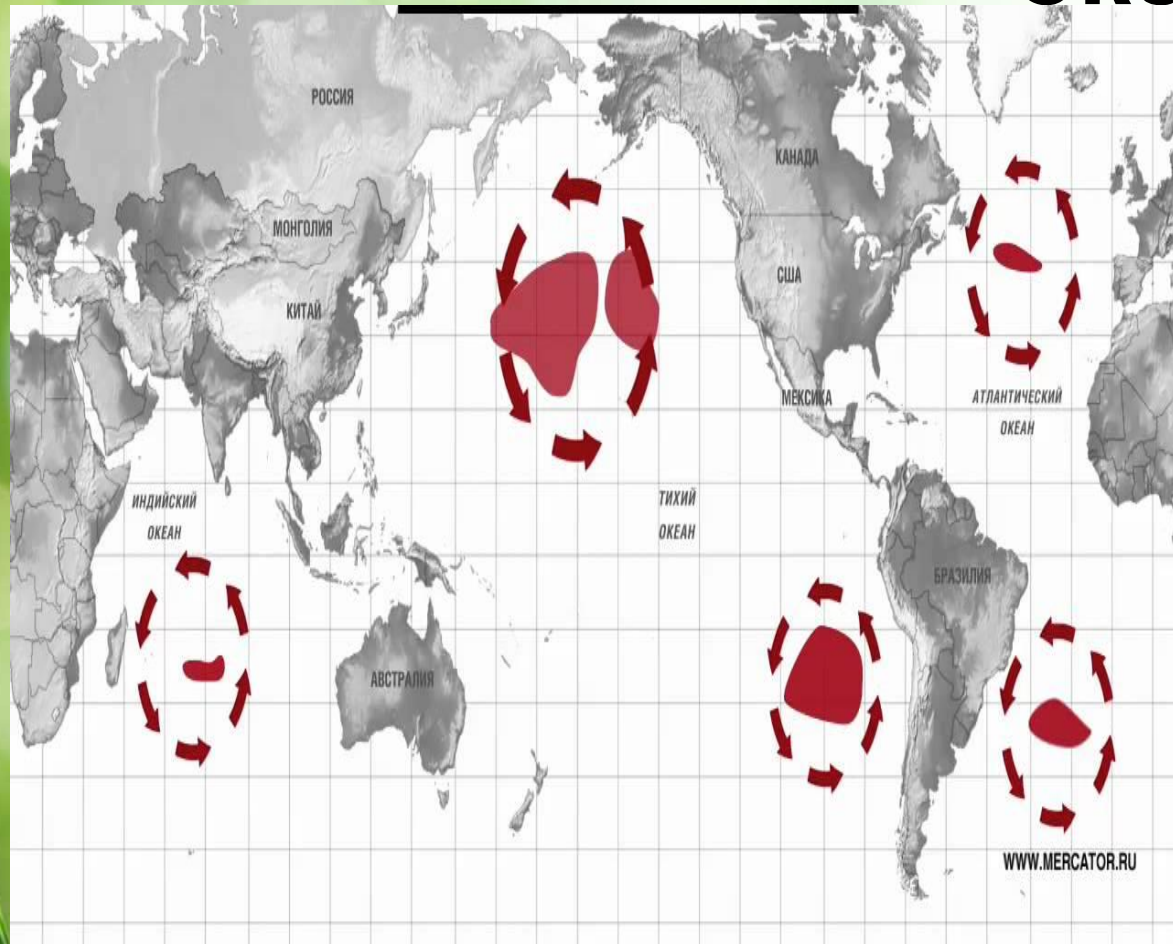 РОССИЯ
КАНАДА
МОНГОЛИЯ
США
КИТАЙ
МЕКСИКА
АТЛАНТИЧЕСКИЙ
ОКЕАН
ИНДИЙСКИЙ
ОКЕАН
ТИХИЙ
ОКЕАН
БРАЗИЛИЯ
АВСТРАЛИЯ
WWW.MERCATOR.RU